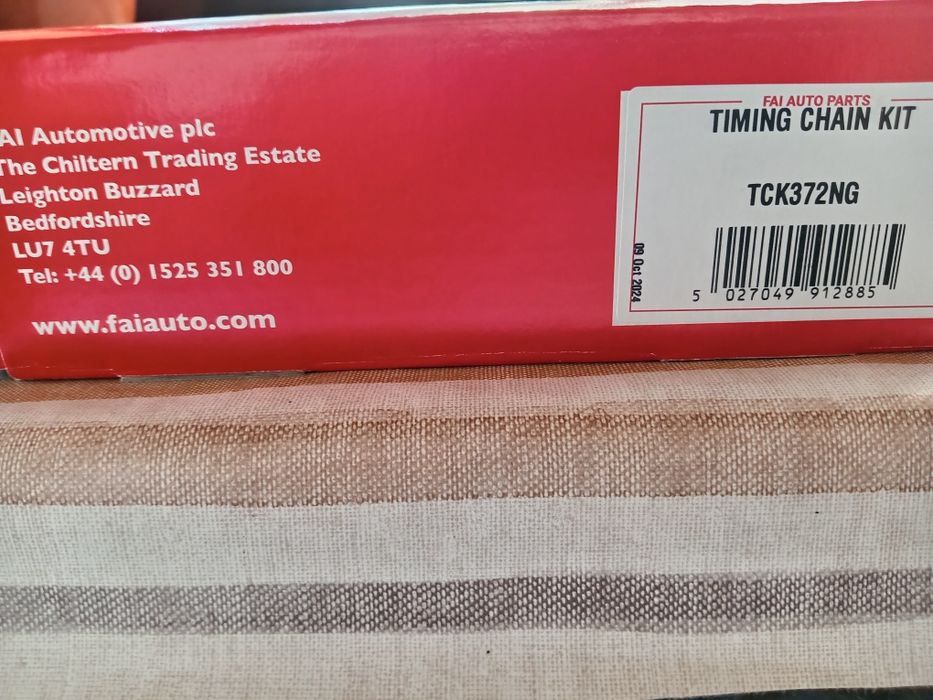 AI Automotive plc
The Chiltern Trading Estate
Leighton Buzzard
Bedfordshire
LU7 4TU
Tel: +44 (0) 1525 351 800
www.faiauto.com
FAI AUTO PARTS
TIMING CHAIN KIT
TCK372NG
09 Oct 2024
5 027049 912885